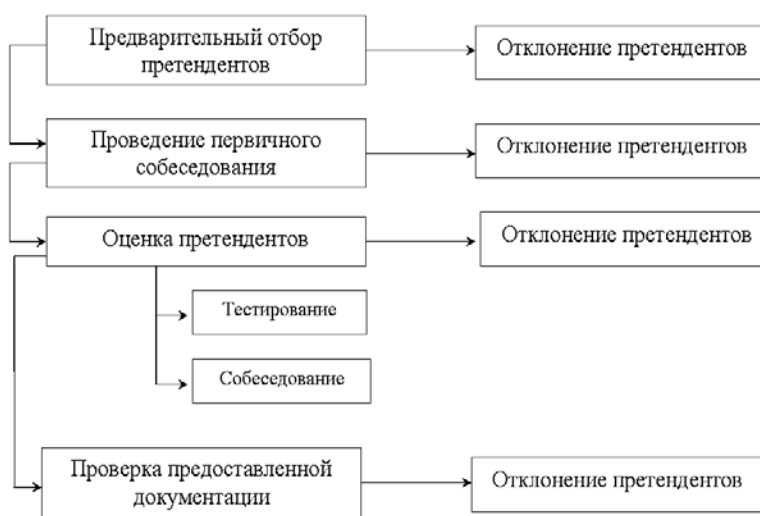 Предварительный отбор
претендентов
Отклонение претендентов
Проведение первичного
собеседования
Отклонение претендентов
Оценка претендентов
Отклонение претендентов
Тестирование
Собеседование
Проверка предоставленной
документации
Отклонение претендентов